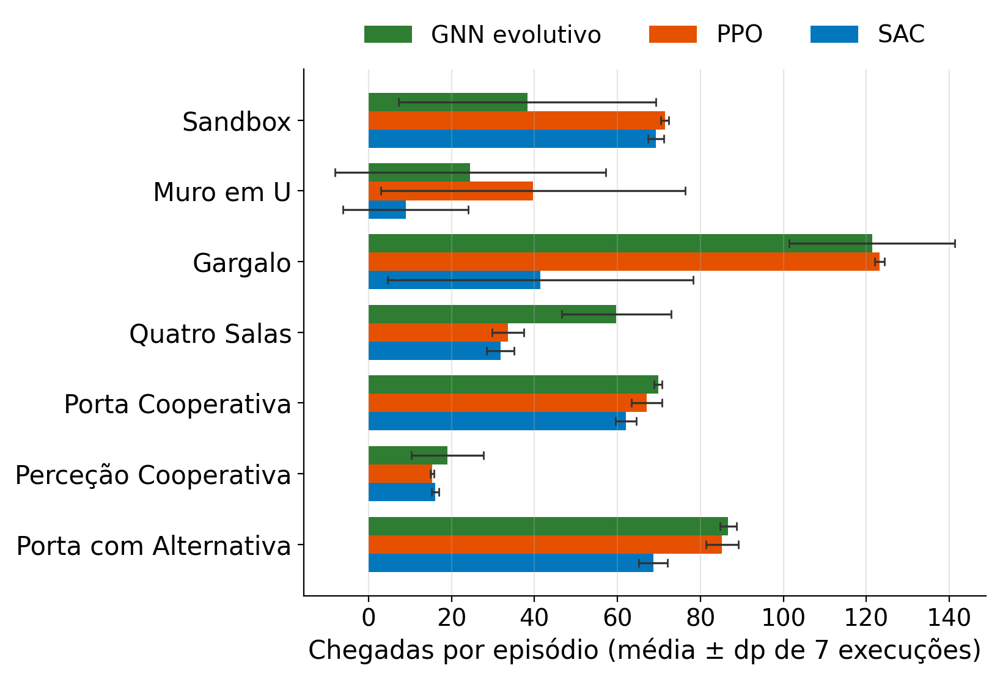 GNN evolutivo PPO SAC
Sandbox
Muro em U
Gargalo
Quatro Salas
Porta Cooperativa
Perceção Cooperativa
Porta com Alternativa
0 20 40 60 80 100 120 140
Chegadas por episódio (média ± dp de 7 execuções)